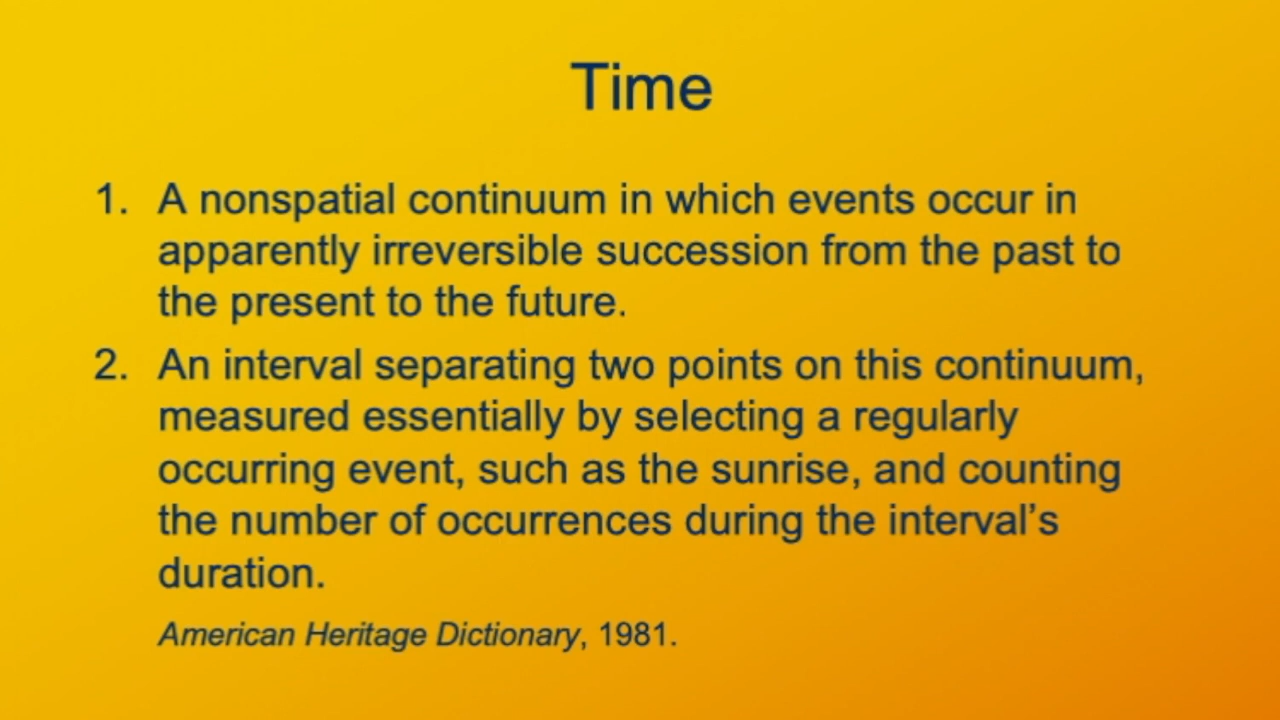 Time
1. A nonspatial continuum in which events occur in
apparently irreversible succession from the past to
the present to the future.
2. An interval separating two points on this continuum,
measured essentially by selecting a regularly
occurring event, such as the sunrise, and counting
the number of occurrences during the interval’s
duration.
American Heritage Dictionary, 1981.